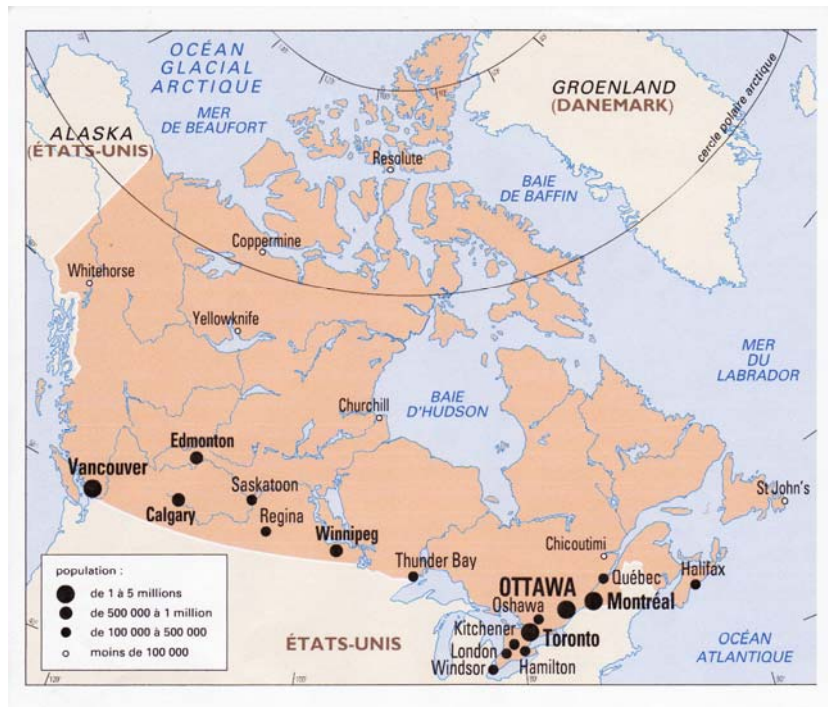 OCÉAN
GLACIAL
ARCTIQUE
MER
DE BEAUFORT
GROENLAND
(DANEMARK)
cercle polaire arctique
ALASKA
(ÉTATS-UNIS)
Resolute
BAIE
DE BAFFIN
Coppermine
Whitehorse
Yellowknife
MER
DU
LABRADOR
BAIE
D'HUDSON
Churchill
Edmonton
Vancouver
Saskatoon
St John's
Calgary
Regina
Winnipeg
Chicoutimi
Thunder Bay
Québec
Halifax
OTTAWA
Montréal
Oshawa
Kitchener
Toronto
London
Hamilton
Windsor
ÉTATS-UNIS
OCÉAN
ATLANTIQUE
population :
de 1 à 5 millions
de 500 000 à 1 million
de 100 000 à 500 000
moins de 100 000